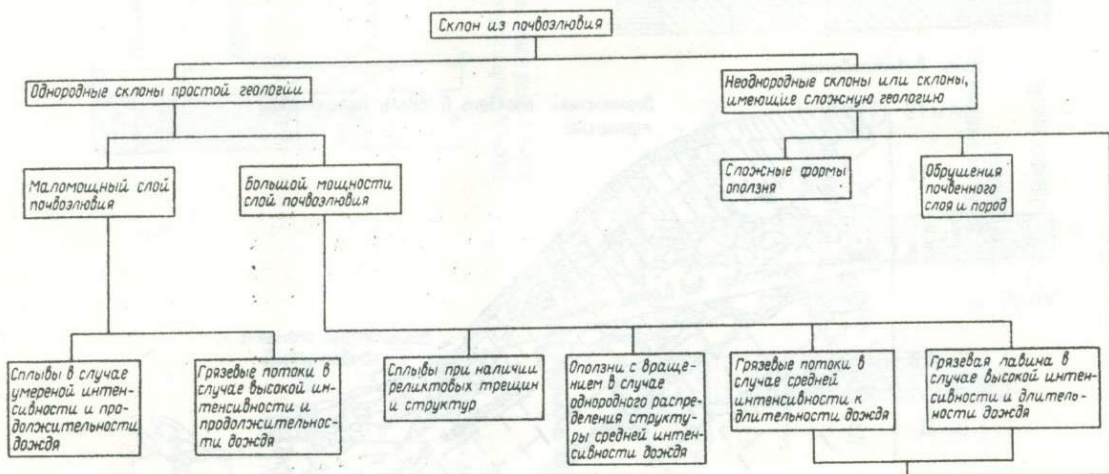 Склон из почвоэлювия
Однородные склоны простой геологии
Неоднородные склоны или склоны,
имеющие сложную геологию
Маломощный слой
почвоэлювия
Большой мощности
слой почвоэлювия
Сложные формы
оползня
Обрушения
почвенного
слоя и пород
Сплывы в случае
умереной интен-
сивности и про-
должительности
дождя
Грязевые потоки в
случае высокой ин-
тенсивности и
продолжительнос-
ти дождя
Сплывы при наличии
реликтовых трещин
и структур
Оползни с враще-
нием в случае
однородного распре-
деления структу-
ры средней интен-
сивности дождя
Грязевые потоки в
случае средней
интенсивности к
длительности дождя
Грязевая лавина в
случае высокой интен-
сивности и длитель-
ности дождя